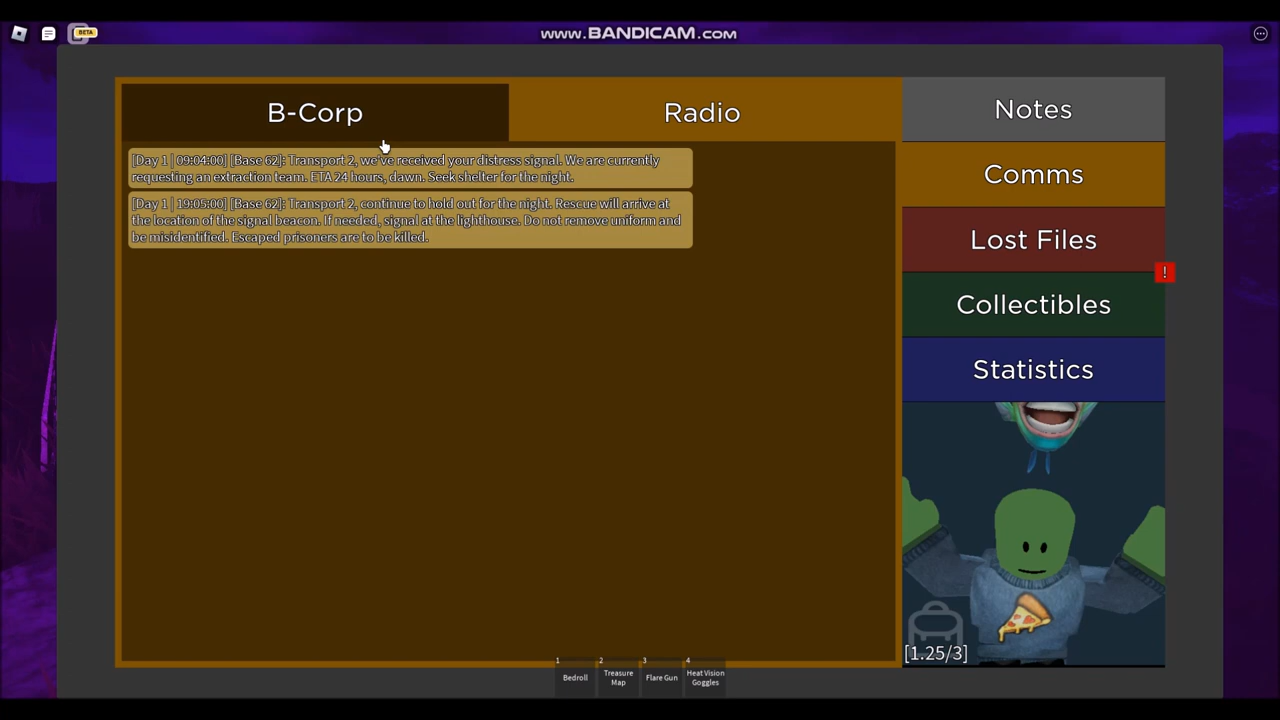 BETA
www.BANDICAM.com
B-Corp
Radio
[Day 1 | 09:04:00] [Base 62]: Transport 2, we've received your distress signal. We are currently
requesting an extraction team. ETA 24 hours, dawn. Seek shelter for the night.
[Day 1 | 19:05:00] [Base 62]: Transport 2, continue to hold out for the night. Rescue will arrive at
the location of the signal beacon. If needed, signal at the lighthouse. Do not remove uniform and
be misidentified. Escaped prisoners are to be killed.
Notes
Comms
Lost Files
!
Collectibles
Statistics
[1.25/3]
1
Bedroll
2
Treasure
Map
3
Flare Gun
4
Heat Vision
Goggles